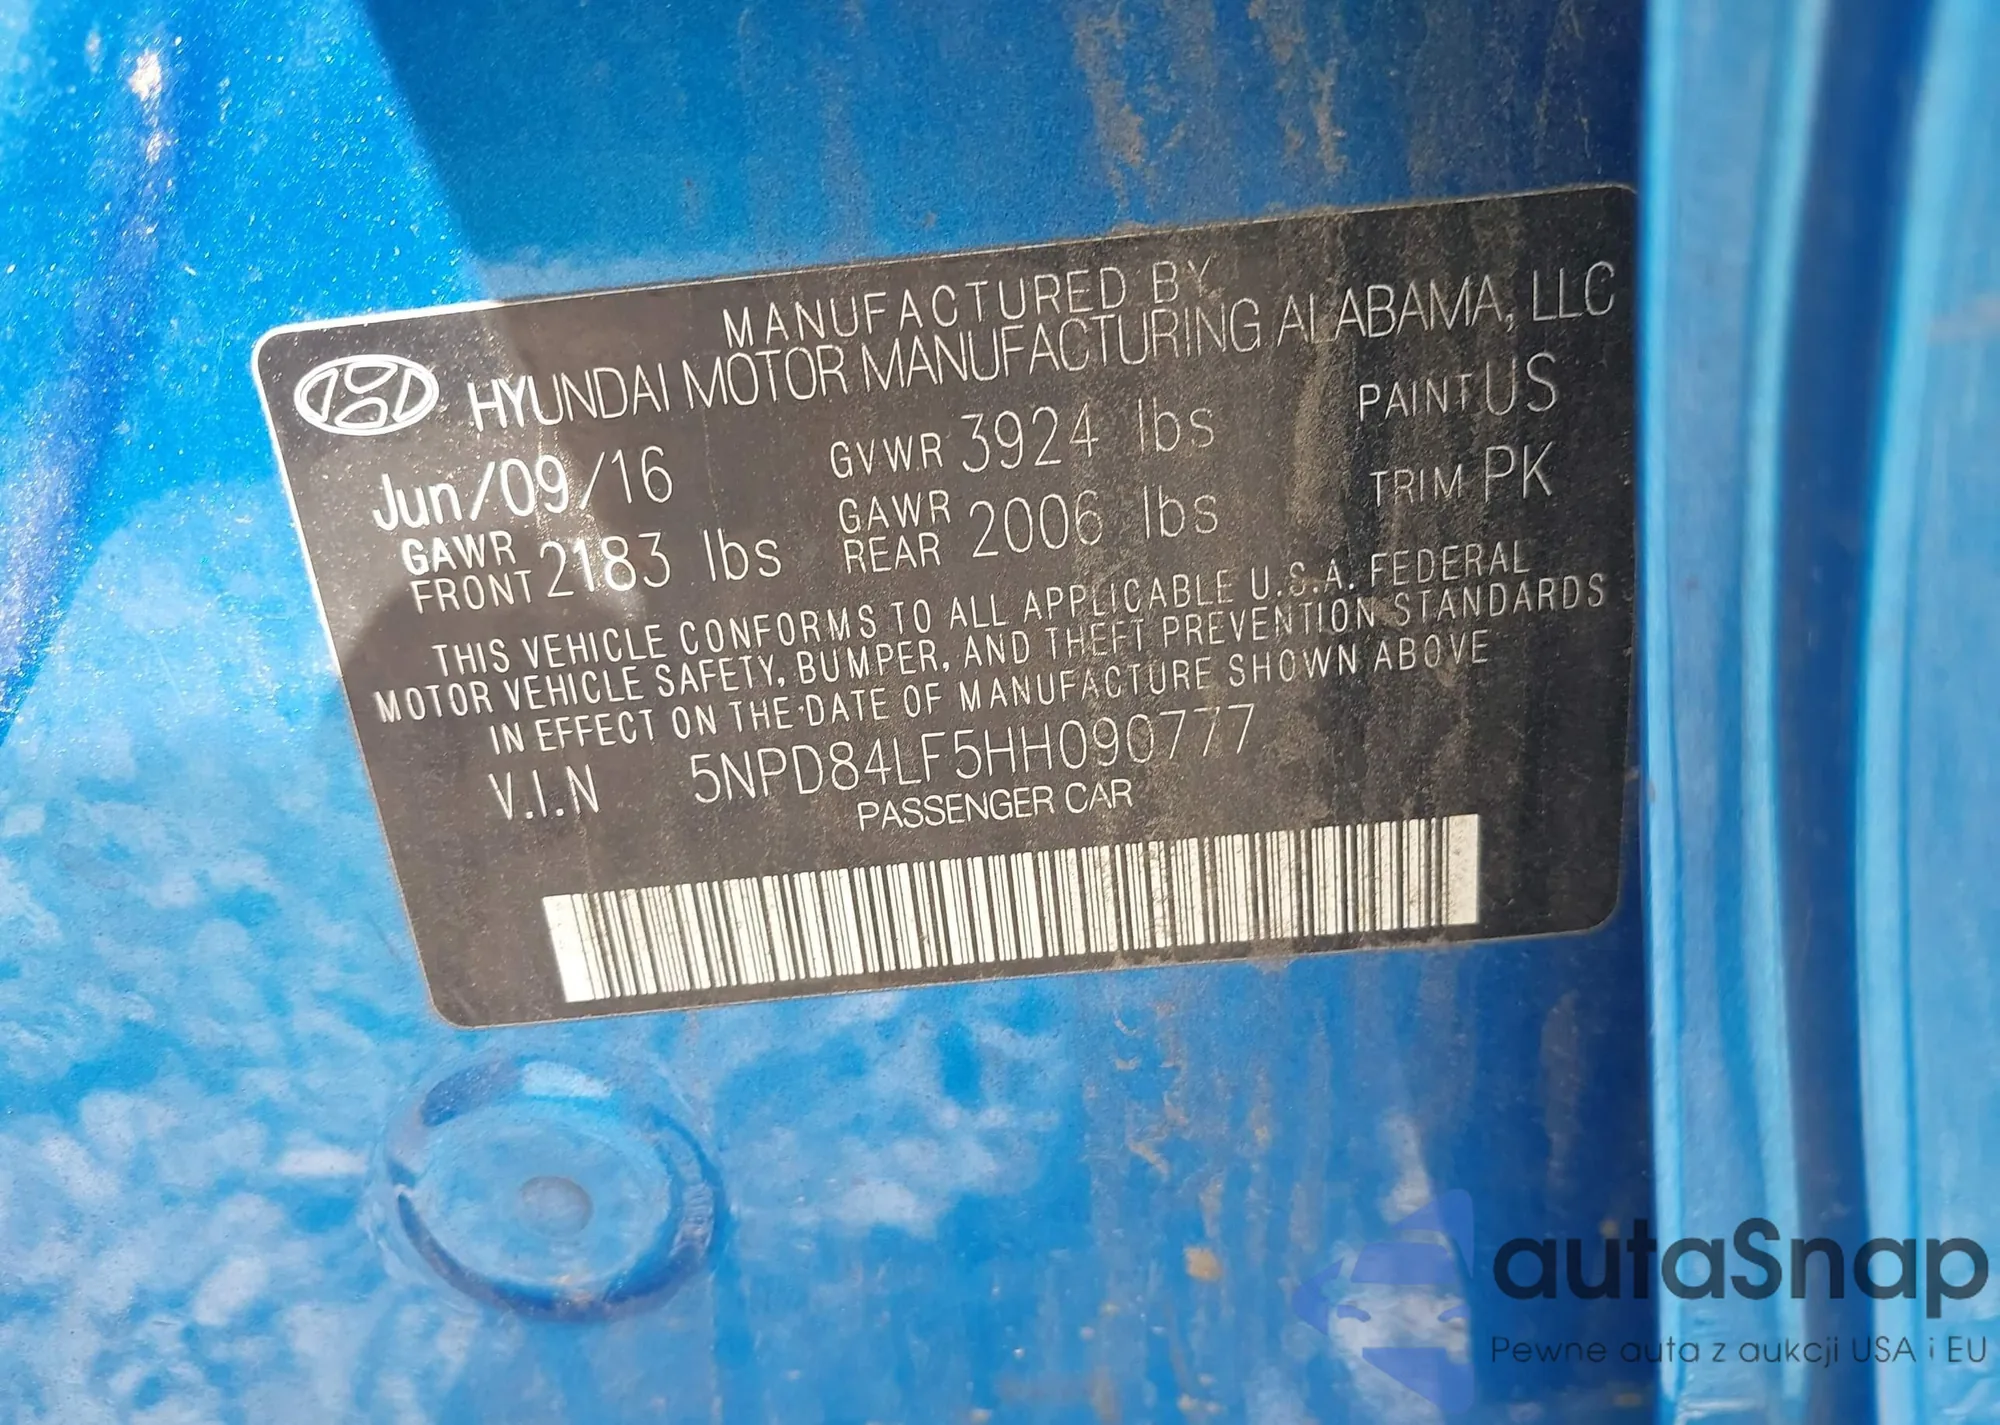 MANUFACTURED BY
HYUNDAI MOTOR MANUFACTURING ALABAMA, LLC
Jun/09/16 GVWR 3924 lbs PAINT US
GAWR FRONT 2183 lbs GAWR REAR 2006 lbs TRIM PK
THIS VEHICLE CONFORMS TO ALL APPLICABLE U.S.A. FEDERAL
MOTOR VEHICLE SAFETY, BUMPER, AND THEFT PREVENTION STANDARDS
IN EFFECT ON THE DATE OF MANUFACTURE SHOWN ABOVE
V.I.N 5NPD84LF5HH090777
PASSENGER CAR
autaSnap
Pewne auta z aukcji USA i EU